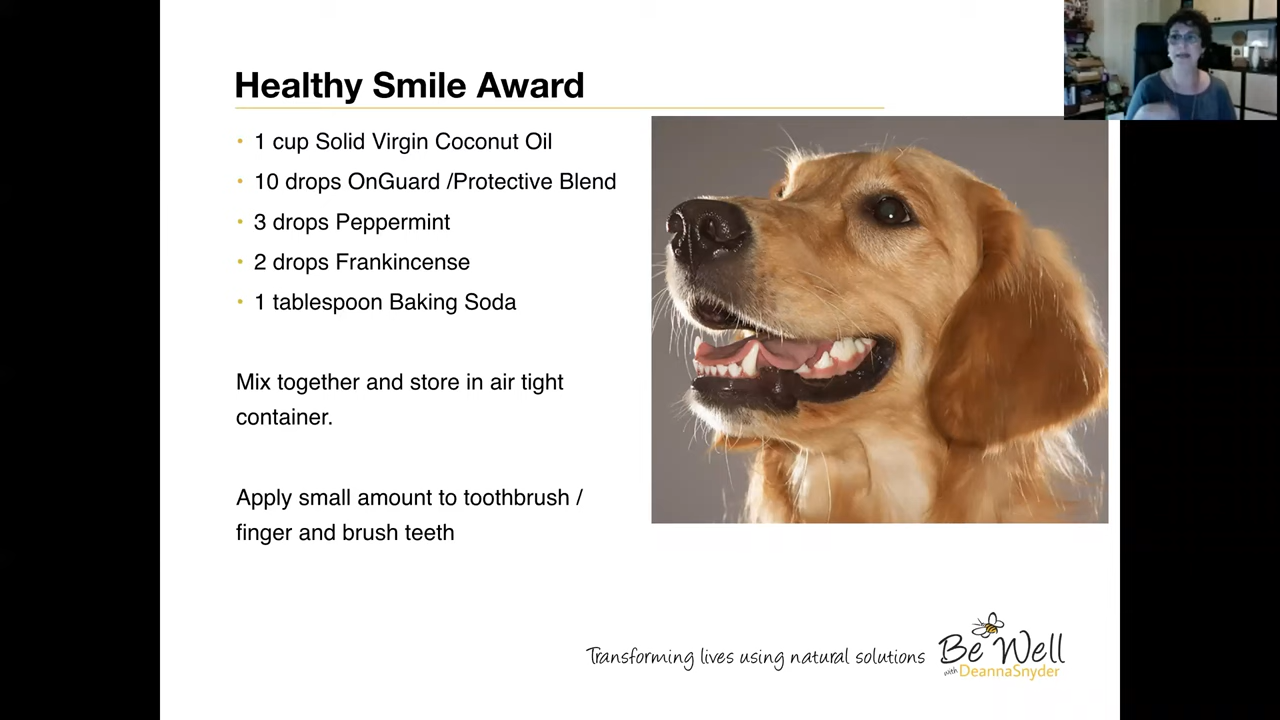 Healthy Smile Award
• 1 cup Solid Virgin Coconut Oil
• 10 drops OnGuard /Protective Blend
• 3 drops Peppermint
• 2 drops Frankincense
• 1 tablespoon Baking Soda
Mix together and store in air tight
container.
Apply small amount to toothbrush /
finger and brush teeth
Transforming lives using natural solutions
Be Well
with DeannaSnyder